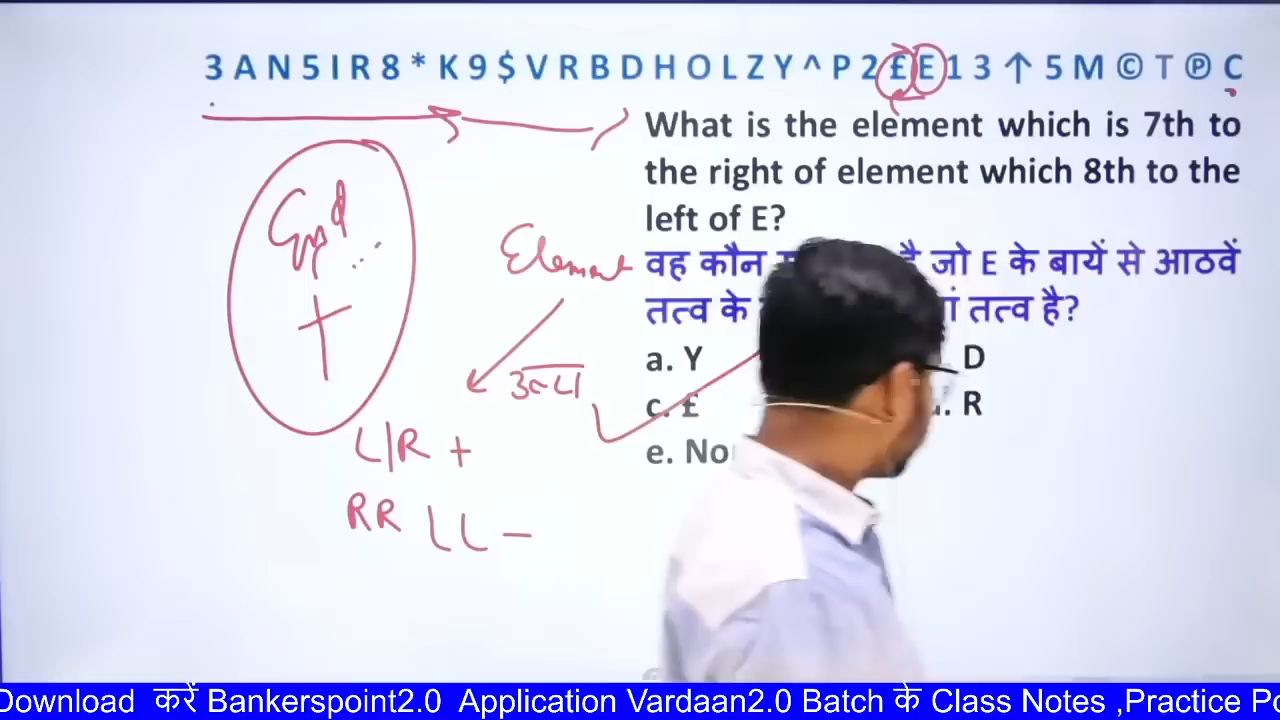 3 A N 5 I R 8 * K 9 $ V R B D H O L Z Y ^ P 2 £ E 1 3 ↑ 5 M © T ℗ C
What is the element which is 7th to
the right of element which 8th to the
left of E?
वह कौन है जो E के बायें से आठवें
तत्व के तत्व है?
a. Y
D
c. £
R
e.
End
Element
उल्टा
L/R +
RR LL -
Download करें Bankerspoint2.0 Application Vardaan2.0 Batch के Class Notes ,Practice